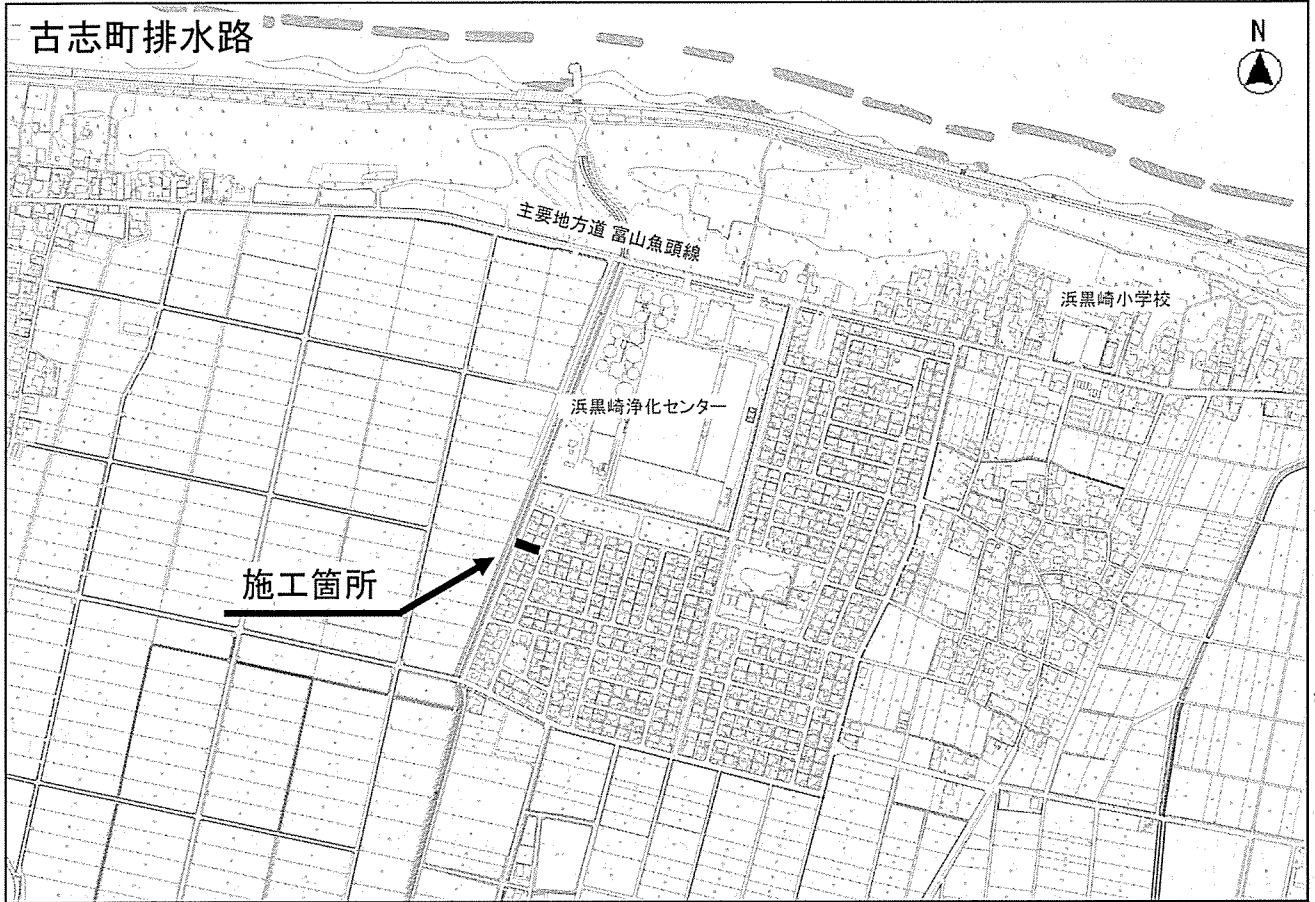 古志町排水路
N
主要地方道 富山魚頭線
浜黒崎小学校
浜黒崎浄化センター
施工箇所